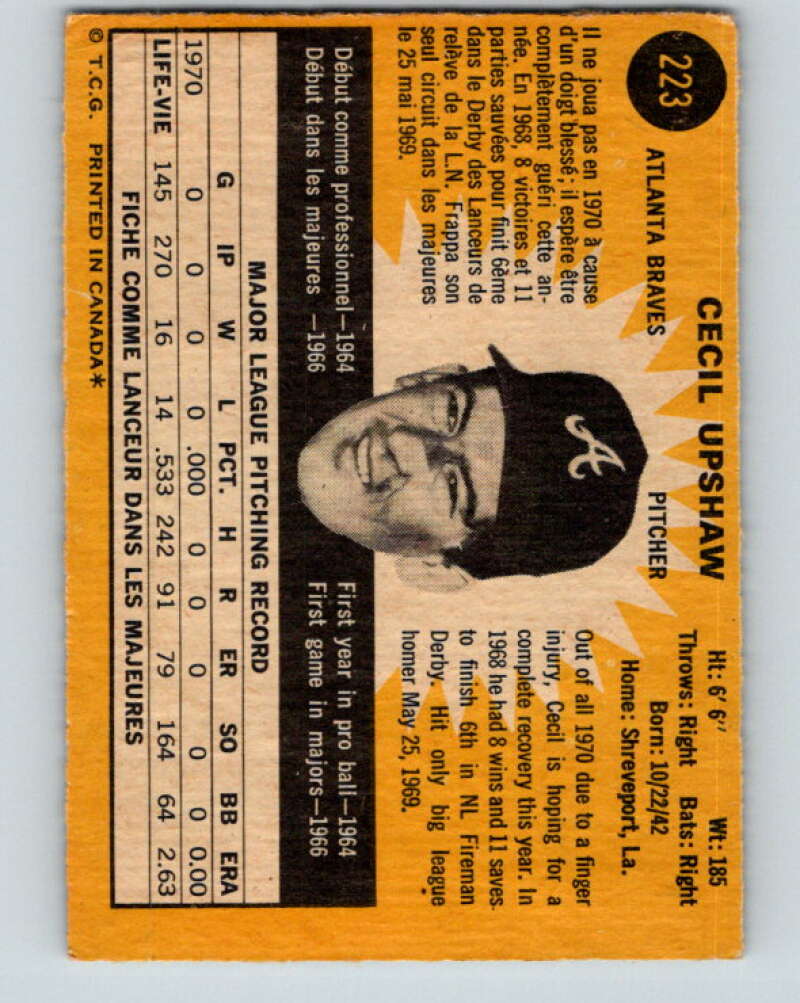 223
CECIL UPSHAW
ATLANTA BRAVES PITCHER
Ht: 6'6" Wt: 185
Throws: Right Bats: Right
Born: 10/22/42
Home: Shreveport, La.
Il ne joua pas en 1970 à cause
d'un doigt blessé; il espère être
complètement guéri cette an-
née. En 1968, 8 victoires et 11
parties sauvées pour finit 6ème
dans le Derby des Lanceurs de
relève de la L.N. Frappa son
seul circuit dans les majeures
le 25 mai 1969.
A
Out of all 1970 due to a finger
injury, Cecil is hoping for a
complete recovery this year. In
1968 he had 8 wins and 11 saves
to finish 6th in NL Fireman
Derby. Hit only big league
homer May 25, 1969.
Début comme professionnel—1964
Début dans les majeures —1966
First year in pro ball—1964
First game in majors—1966
MAJOR LEAGUE PITCHING RECORD
G IP W L PCT. H R ER SO BB ERA
1970 0 0 0 0 .000 0 0 0 0 0 0.00
LIFE-VIE 145 270 16 14 .533 242 91 79 164 64 2.63
FICHE COMME LANCEUR DANS LES MAJEURES
© T.C.G. PRINTED IN CANADA*